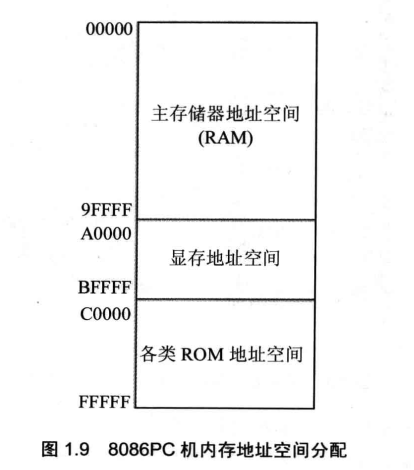 00000
主存储器地址空间
(RAM)
9FFFF
A0000
显存地址空间
BFFFF
C0000
各类 ROM 地址空间
FFFFF
图 1.9 8086PC 机内存地址空间分配